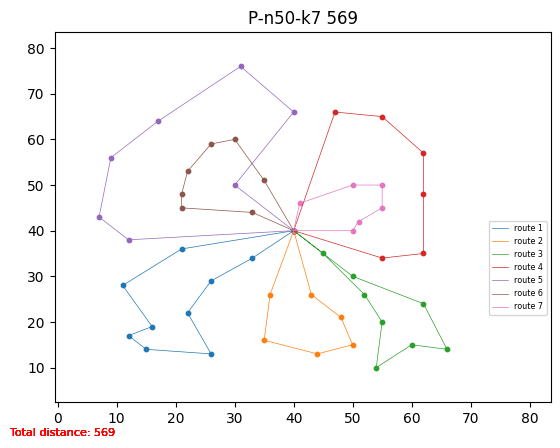 P-n50-k7 569
80
70
60
50
40
30
20
10
0 10 20 30 40 50 60 70 80
route 1
route 2
route 3
route 4
route 5
route 6
route 7
Total distance: 569